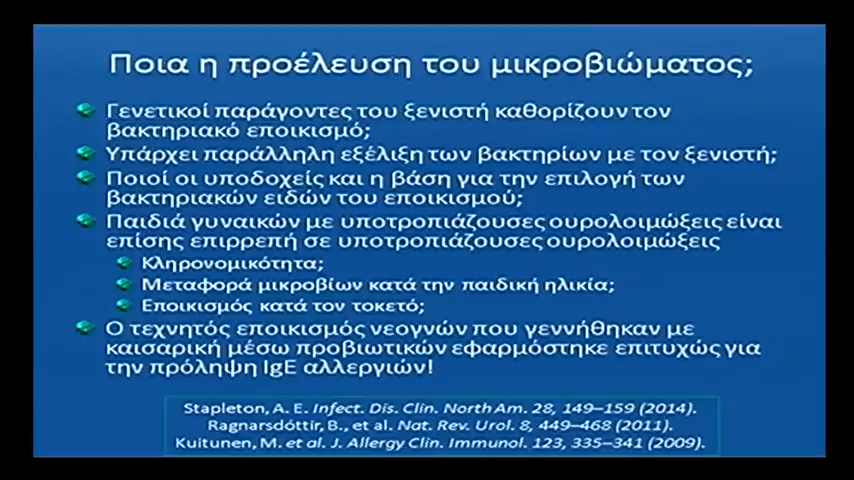 Ποια η προέλευση του μικροβιώματος;
Γενετικοί παράγοντες του ξενιστή καθορίζουν τον
βακτηριακό εποικισμό;
Υπάρχει παράλληλη εξέλιξη των βακτηρίων με τον ξενιστή;
Ποιοί οι υποδοχείς και η βάση για την επιλογή των
βακτηριακών ειδών του εποικισμού;
Παιδιά γυναικών με υποτροπιάζουσες ουρολοιμώξεις είναι
επίσης επιρρεπή σε υποτροπιάζουσες ουρολοιμώξεις
Κληρονομικότητα;
Μεταφορά μικροβίων κατά την παιδική ηλικία;
Εποικισμός κατά τον τοκετό;
Ο τεχνητός εποικισμός νεογνών που γεννήθηκαν με
καισαρική μέσω προβιωτικών εφαρμόστηκε επιτυχώς για
την πρόληψη IgE αλλεργιών!
Stapleton, A. E. Infect. Dis. Clin. North Am. 28, 149–159 (2014).
Ragnarsdóttir, B., et al. Nat. Rev. Urol. 8, 449–468 (2011).
Kuitunen, M. et al. J. Allergy Clin. Immunol. 123, 335–341 (2009).